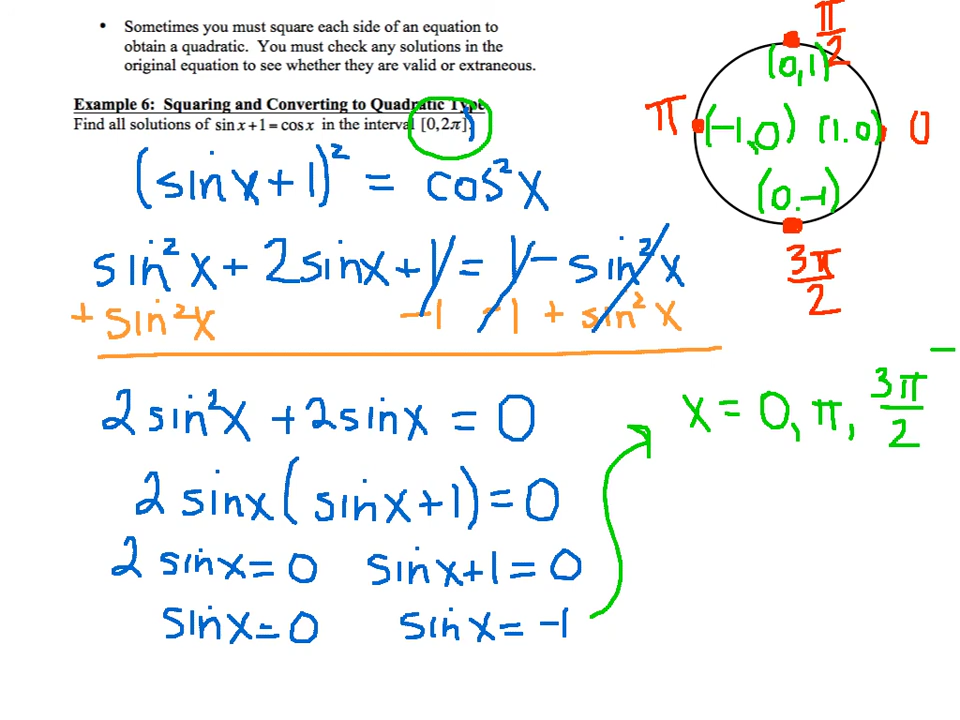 • Sometimes you must square each side of an equation to
obtain a quadratic. You must check any solutions in the
original equation to see whether they are valid or extraneous.
Example 6: Squaring and Converting to Quadratic Type
Find all solutions of sin x + 1 = cos x in the interval [0, 2π)
(sin x + 1)² = cos² x
sin² x + 2 sin x + 1 = 1 − sin² x
+ sin² x − 1 − 1 + sin² x
2 sin² x + 2 sin x = 0
2 sin x (sin x + 1) = 0
2 sin x = 0 sin x + 1 = 0
sin x = 0 sin x = −1
π/2
(0, 1)
π (−1, 0) (1.0) 0
(0.−1)
3π/2
x = 0, π, 3π/2